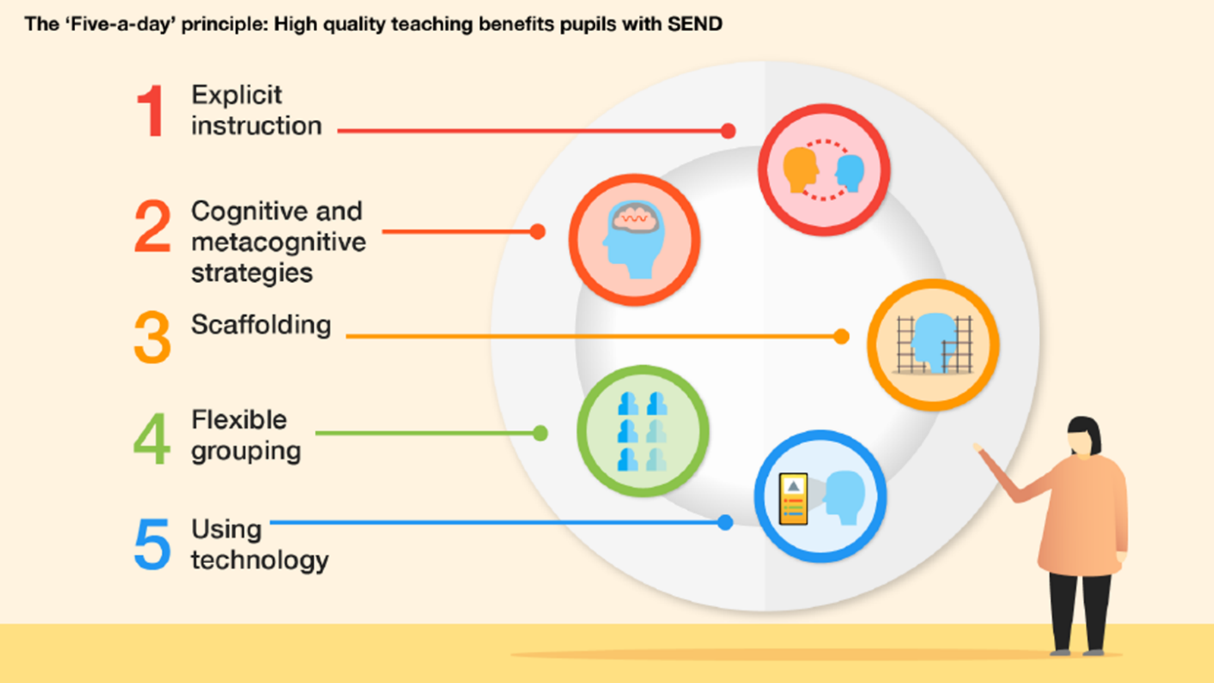 The ‘Five-a-day’ principle: High quality teaching benefits pupils with SEND
1
Explicit
instruction
2
Cognitive and
metacognitive
strategies
3
Scaffolding
4
Flexible
grouping
5
Using
technology